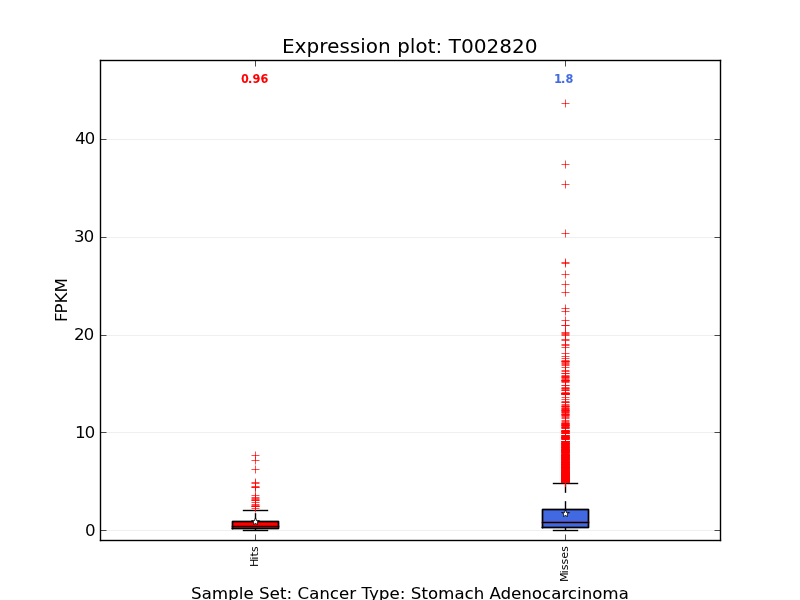 Expression plot: T002820
0.96
1.8
40
30
20
10
0
FPKM
Hits
Misses
Sample Set: Cancer Type: Stomach Adenocarcinoma